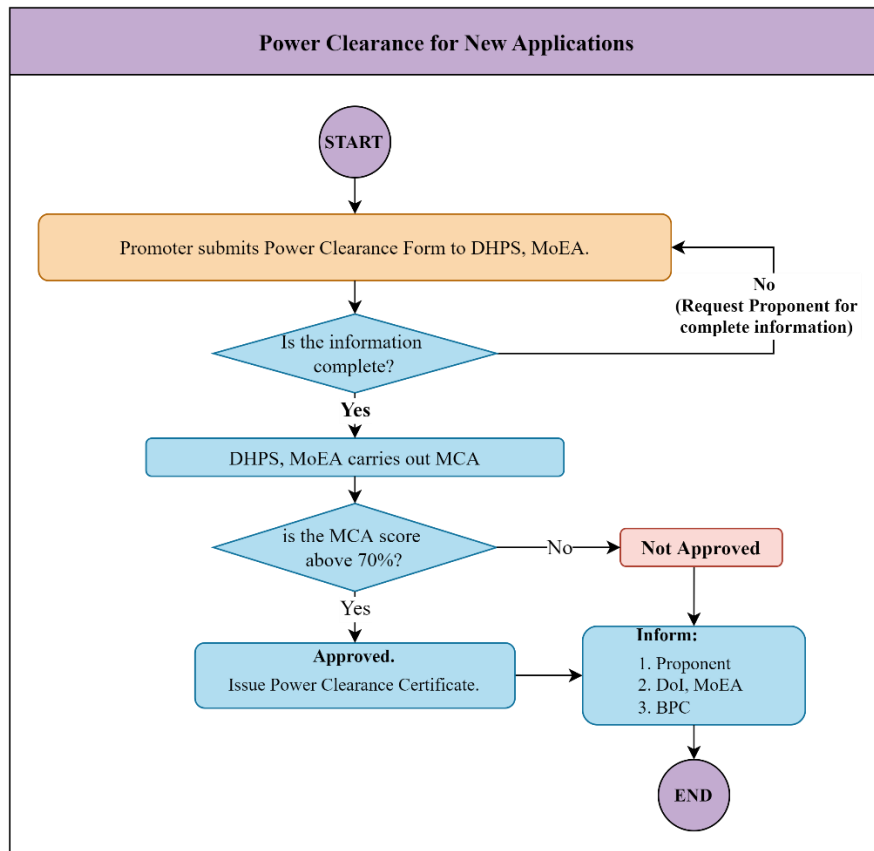 Power Clearance for New Applications
START
Promoter submits Power Clearance Form to DHPS, MoEA.
No
(Request Proponent for
complete information)
Is the information
complete?
Yes
DHPS, MoEA carries out MCA
is the MCA score
above 70%?
No
Not Approved
Yes
Approved.
Issue Power Clearance Certificate.
Inform:
1. Proponent
2. DoI, MoEA
3. BPC
END